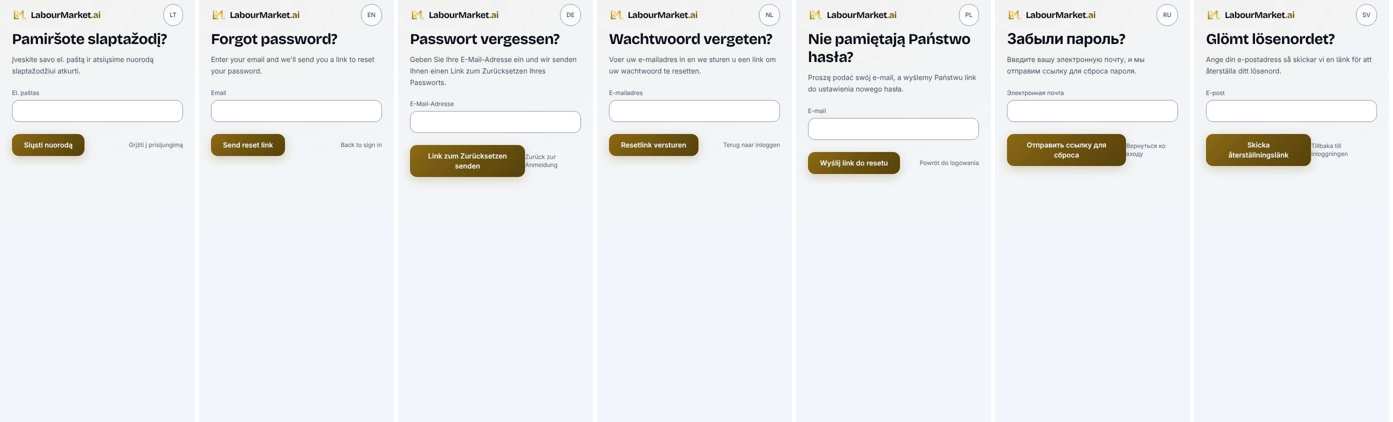 LabourMarket.ai
LT
Pamiršote slaptažodį?
Įveskite savo el. paštą ir atsiųsime nuorodą
slaptažodžiui atkurti.
El. paštas
Siųsti nuorodą
Grįžti į prisijungimą
LabourMarket.ai
EN
Forgot password?
Enter your email and we'll send you a link to reset
your password.
Email
Send reset link
Back to sign in
LabourMarket.ai
DE
Passwort vergessen?
Geben Sie Ihre E-Mail-Adresse ein und wir senden
Ihnen einen Link zum Zurücksetzen Ihres
Passworts.
E-Mail-Adresse
Link zum Zurücksetzen
senden
Zurück zur
Anmeldung
LabourMarket.ai
NL
Wachtwoord vergeten?
Voer uw e-mailadres in en we sturen u een link om
uw wachtwoord te resetten.
E-mailadres
Resetlink versturen
Terug naar inloggen
LabourMarket.ai
PL
Nie pamiętają Państwo
hasła?
Proszę podać swój e-mail, a wyślemy Państwu link
do ustawienia nowego hasła.
E-mail
Wyślij link do resetu
Powrót do logowania
LabourMarket.ai
RU
Забыли пароль?
Введите вашу электронную почту, и мы
отправим ссылку для сброса пароля.
Электронная почта
Отправить ссылку для
сброса
Вернуться ко
входу
LabourMarket.ai
SV
Glömt lösenordet?
Ange din e-postadress så skickar vi en länk för att
återställa ditt lösenord.
E-post
Skicka
återställningslänk
Tillbaka till
inloggningen